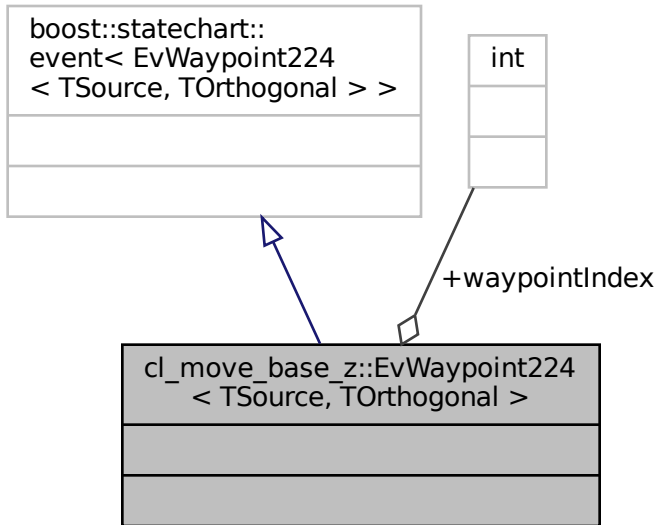 boost::statechart::
event< EvWaypoint224
< TSource, TOrthogonal > >
int
+waypointIndex
cl_move_base_z::EvWaypoint224
< TSource, TOrthogonal >